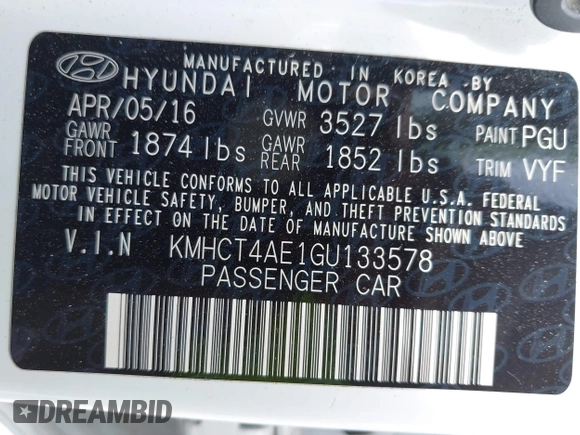 MANUFACTURED IN KOREA .BY
HYUNDAI MOTOR COMPANY
APR/05/16 GVWR 3527 lbs PAINT PGU
GAWR FRONT 1874 lbs GAWR REAR 1852 lbs TRIM VYF
THIS VEHICLE CONFORMS TO ALL APPLICABLE U.S.A. FEDERAL
MOTOR VEHICLE SAFETY, BUMPER, AND THEFT PREVENTION STANDARDS
IN EFFECT ON THE DATE OF MANUFACTURE SHOWN ABOVE
V.I.N KMHCT4AE1GU133578
PASSENGER CAR
DREAMBID